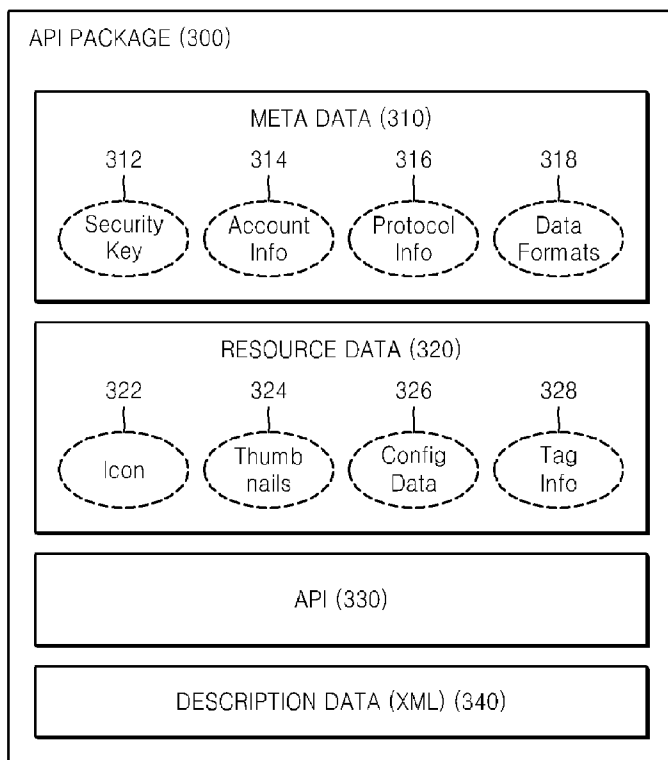 API PACKAGE (300)
META DATA (310)
312 314 316 318
Security Account Protocol Data
Key Info Info Formats
RESOURCE DATA (320)
322 324 326 328
Icon
Thumb Config Tag
nails Data Info
API (330)
DESCRIPTION DATA (XML) (340)